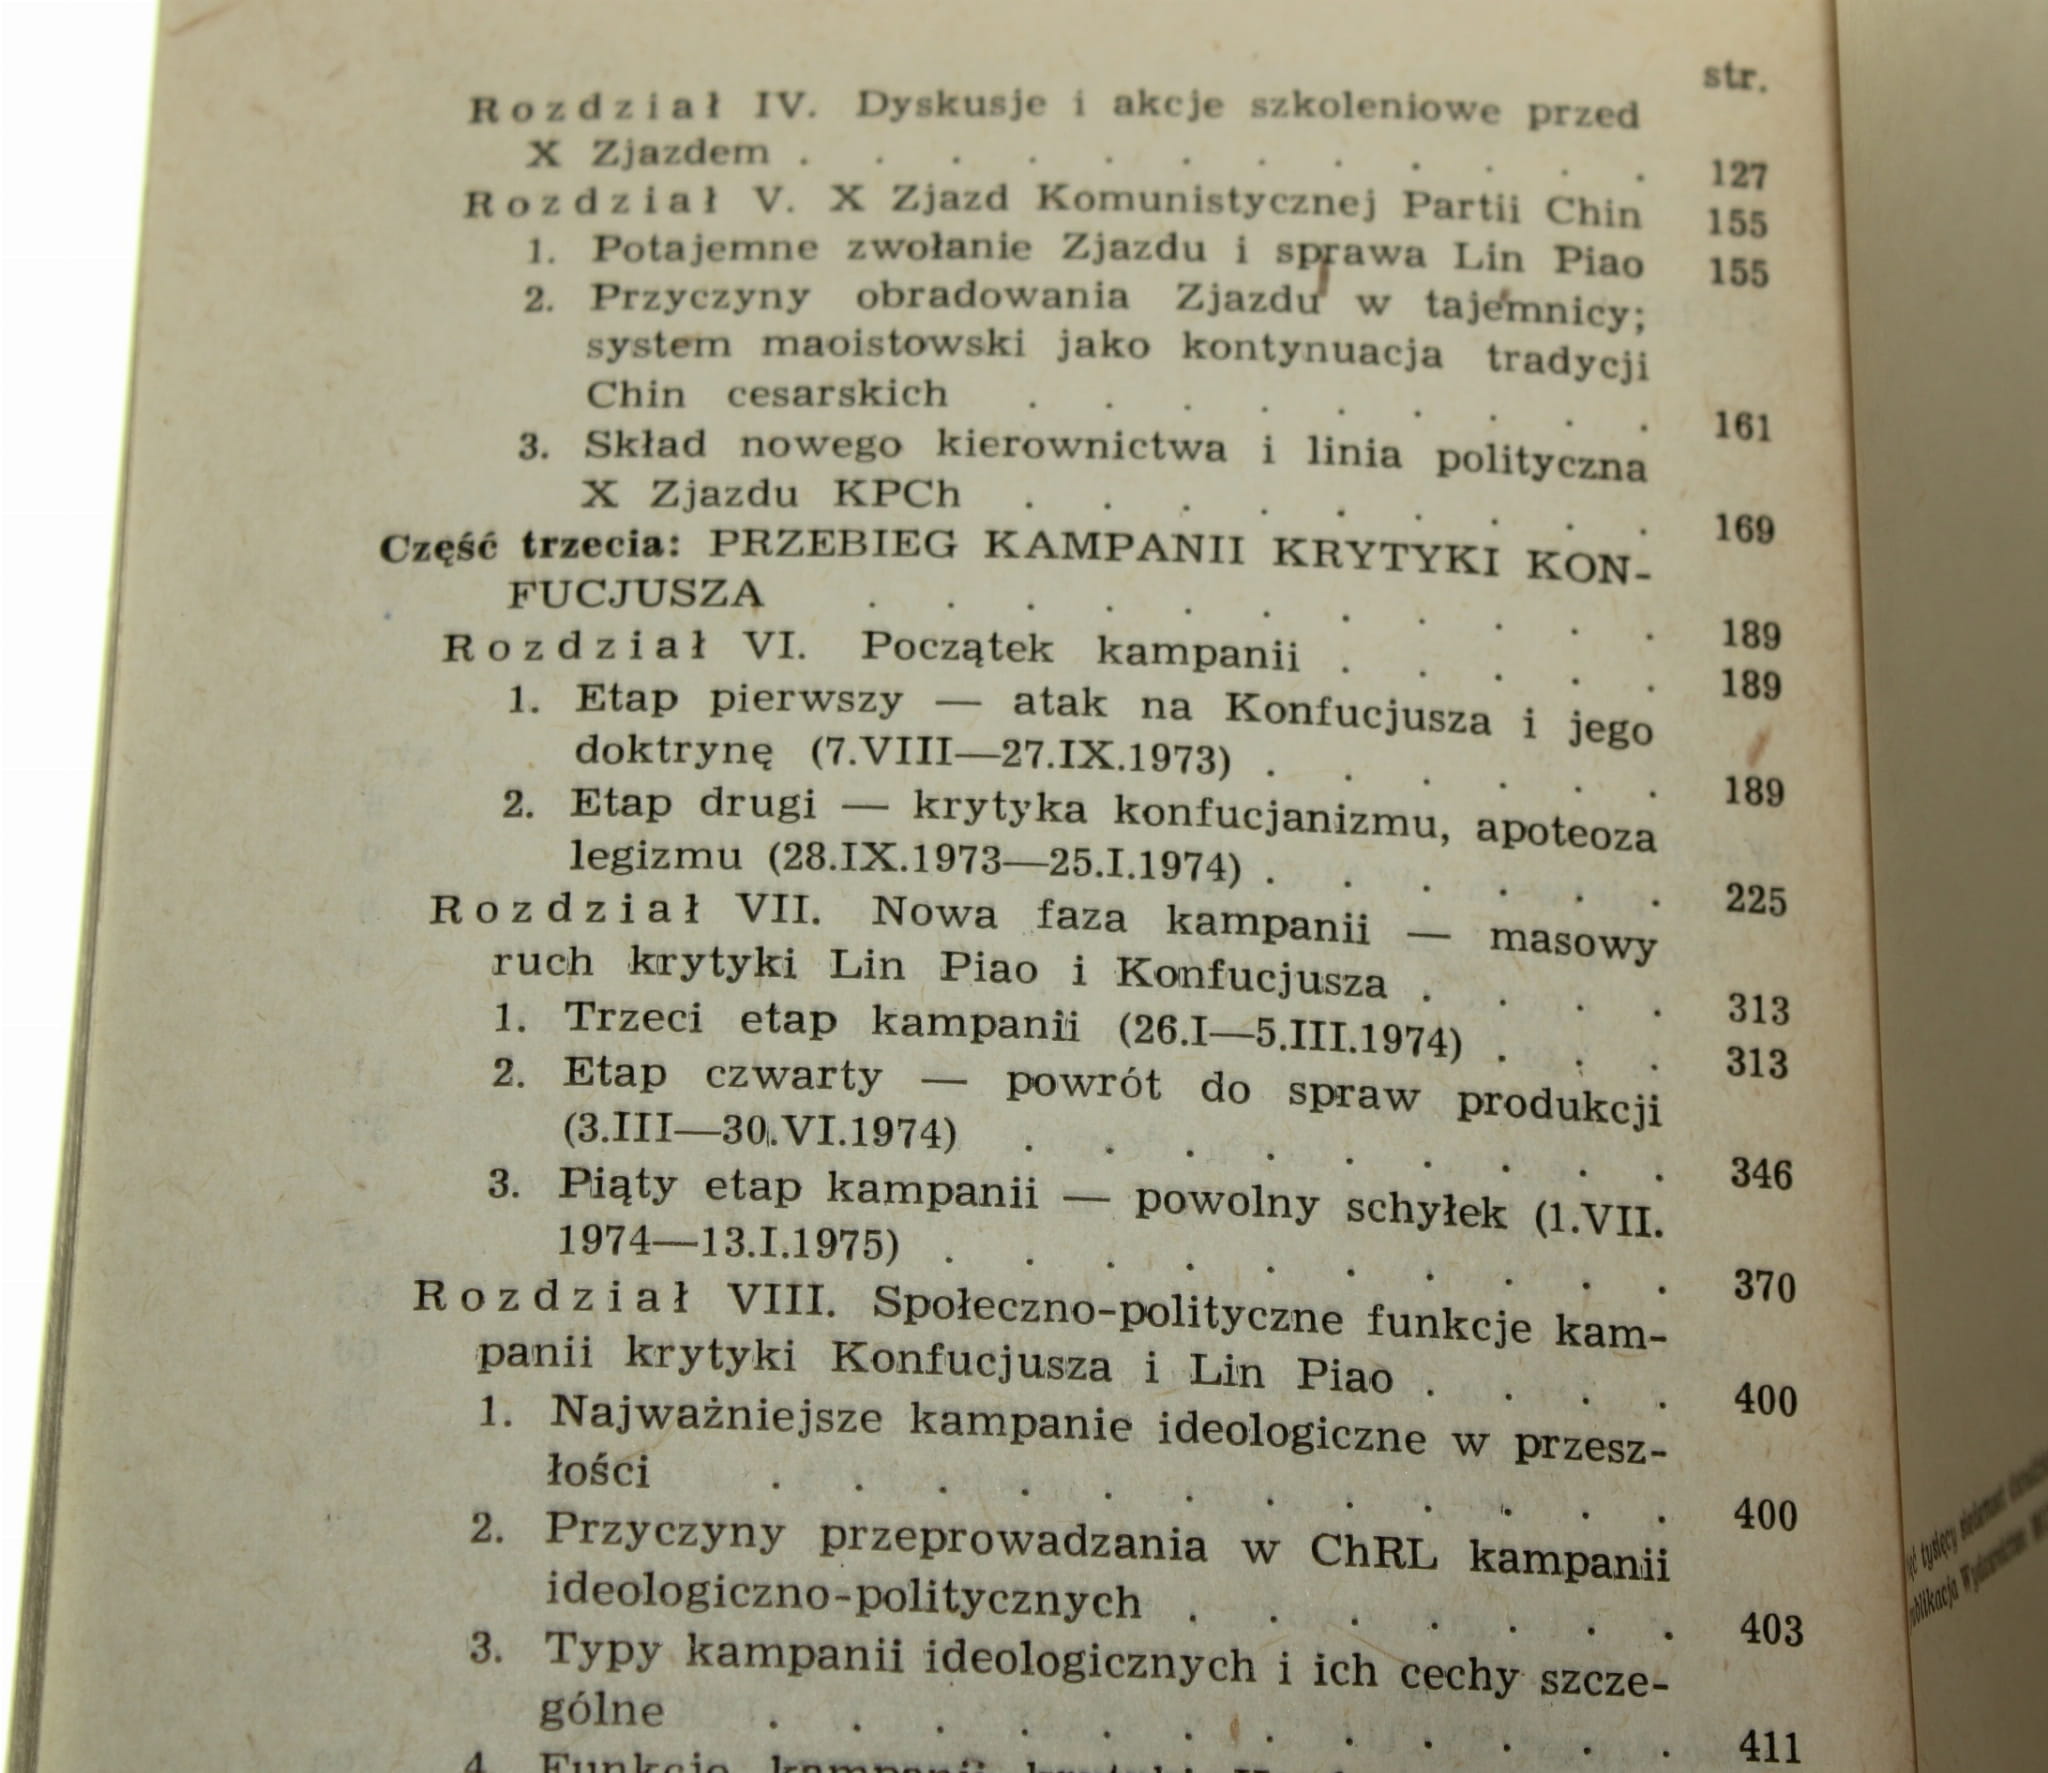 str.
Rozdział IV. Dyskusje i akcje szkoleniowe przed
X Zjazdem . . . . . . . . . . . . 127
Rozdział V. X Zjazd Komunistycznej Partii Chin 155
1. Potajemne zwołanie Zjazdu i sprawa Lin Piao 155
2. Przyczyny obradowania Zjazdu w tajemnicy;
system maoistowski jako kontynuacja tradycji
Chin cesarskich . . . . . . . . . 161
3. Skład nowego kierownictwa i linia polityczna
X Zjazdu KPCh . . . . . . . . . 169
Część trzecia: PRZEBIEG KAMPANII KRYTYKI KON-
FUCJUSZA . . . . . . . . . . . 189
Rozdział VI. Początek kampanii . . . . . 189
1. Etap pierwszy — atak na Konfucjusza i jego
doktrynę (7.VIII—27.IX.1973) . . . . . . 189
2. Etap drugi — krytyka konfucjanizmu, apoteoza
legizmu (28.IX.1973—25.I.1974) . . . . . . 225
Rozdział VII. Nowa faza kampanii — masowy
ruch krytyki Lin Piao i Konfucjusza . . . . 313
1. Trzeci etap kampanii (26.I—5.III.1974) . . . 313
2. Etap czwarty — powrót do spraw produkcji
(3.III—30.VI.1974) . . . . . . . . . 346
3. Piąty etap kampanii — powolny schyłek (1.VII.
1974—13.I.1975) . . . . . . . . . . 370
Rozdział VIII. Społeczno-polityczne funkcje kam-
panii krytyki Konfucjusza i Lin Piao . . . . 400
1. Najważniejsze kampanie ideologiczne w przesz-
łości . . . . . . . . . . . . 400
2. Przyczyny przeprowadzania w ChRL kampanii
ideologiczno-politycznych . . . . . . . 403
3. Typy kampanii ideologicznych i ich cechy szcze-
gólne . . . . . . . . . . . . 411
4. Funkcje kampanii krytyki
tysięcy